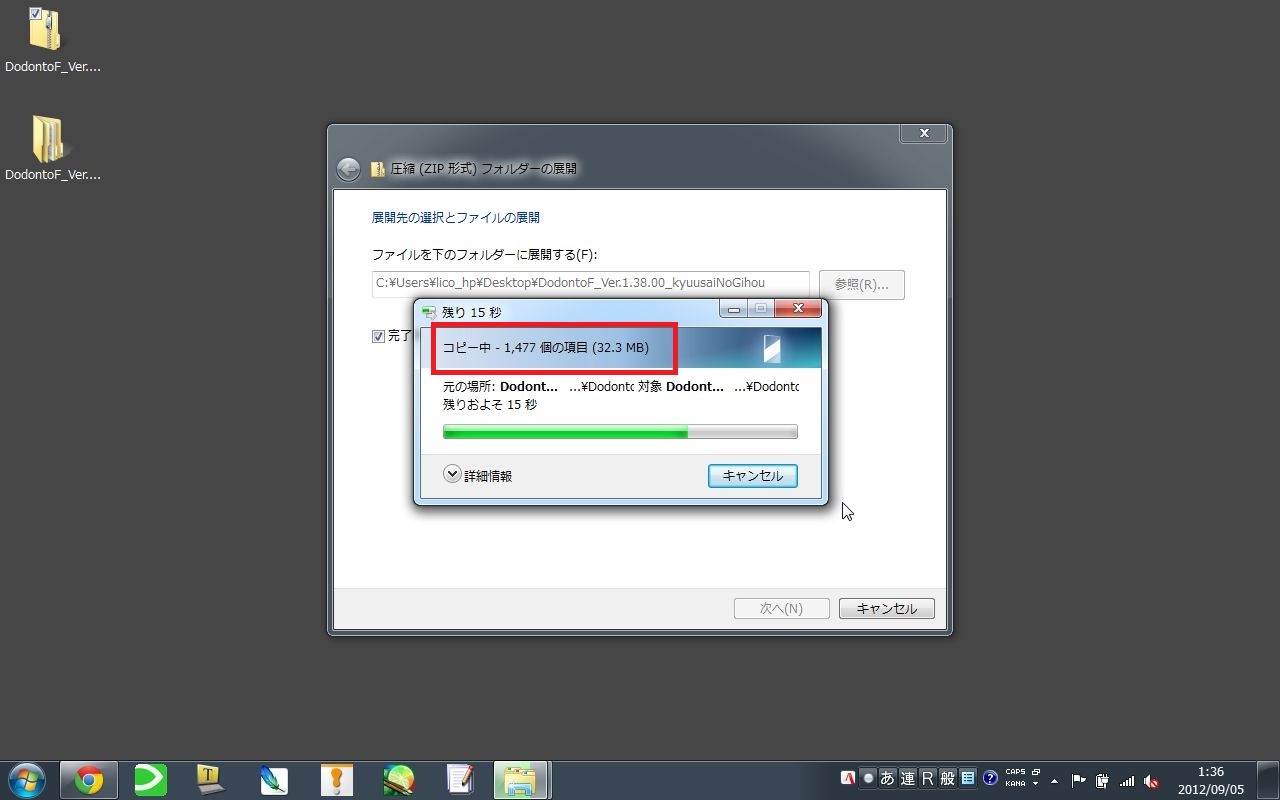 DodontoF_Ver....
DodontoF_Ver....
圧縮 (ZIP 形式) フォルダーの展開
展開先の選択とファイルの展開
ファイルを下のフォルダーに展開する(F):
C:¥Users¥lico_hp¥Desktop¥DodontoF_Ver.1.38.00_kyuusaiNoGihou
参照(R)...
完了
残り 15 秒
コピー中 - 1,477 個の項目 (32.3 MB)
元の場所: Dodont... ...¥Dodonto 対象 Dodont... ...¥Dodonto
残りおよそ 15 秒
詳細情報
キャンセル
次へ(N)
キャンセル
A あ 連 R 般
CAPS
KANA
1:36
2012/09/05